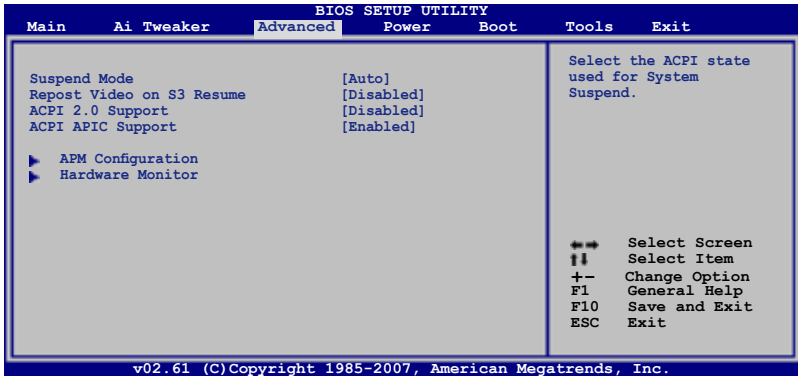 BIOS SETUP UTILITY
Main Ai Tweaker Advanced Power Boot Tools Exit
Suspend Mode [Auto]
Repost Video on S3 Resume [Disabled]
ACPI 2.0 Support [Disabled]
ACPI APIC Support [Enabled]
APM Configuration
Hardware Monitor
Select the ACPI state
used for System
Suspend.
←→ Select Screen
↑↓ Select Item
+- Change Option
F1 General Help
F10 Save and Exit
ESC Exit
v02.61 (C)Copyright 1985-2007, American Megatrends, Inc.